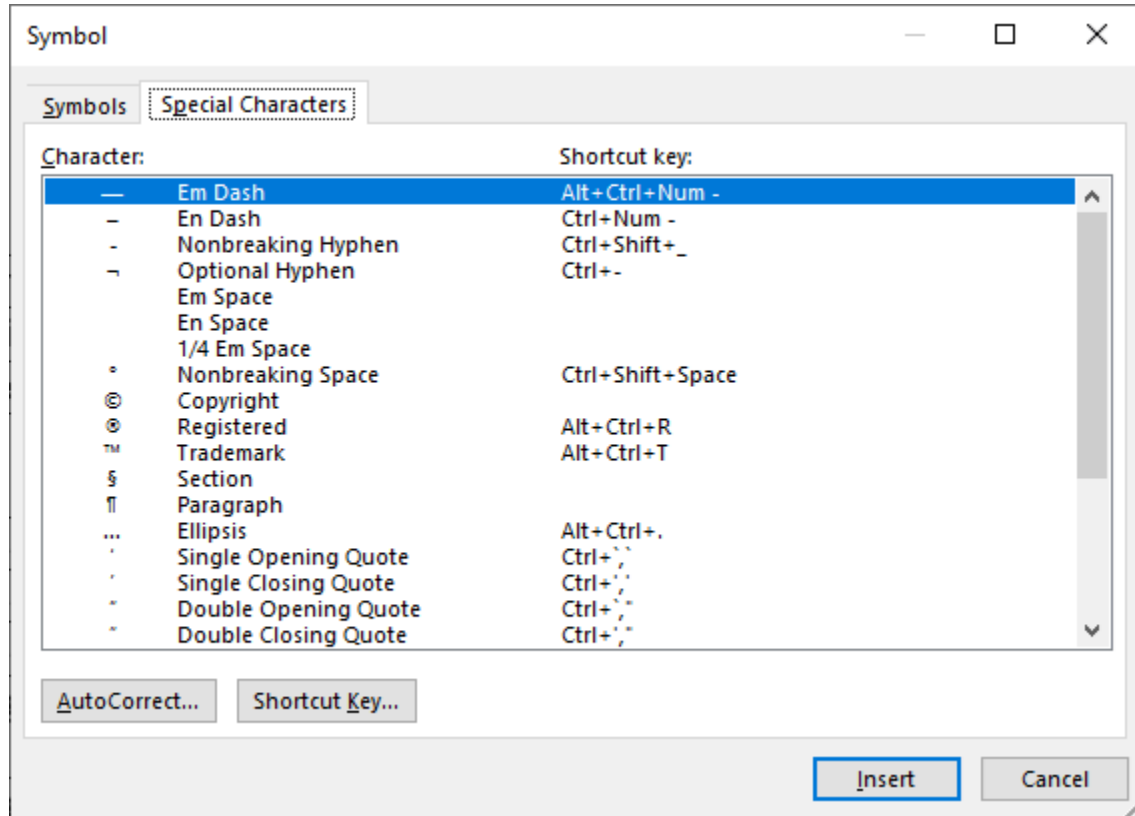 Symbol
Symbols Special Characters
Character: Shortcut key:
— Em Dash Alt+Ctrl+Num -
– En Dash Ctrl+Num -
- Nonbreaking Hyphen Ctrl+Shift+_
¬ Optional Hyphen Ctrl+-
Em Space
En Space
1/4 Em Space
° Nonbreaking Space Ctrl+Shift+Space
© Copyright
® Registered Alt+Ctrl+R
™ Trademark Alt+Ctrl+T
§ Section
¶ Paragraph
… Ellipsis Alt+Ctrl+.
‘ Single Opening Quote Ctrl+`,`
’ Single Closing Quote Ctrl+','
“ Double Opening Quote Ctrl+`,"
” Double Closing Quote Ctrl+',"
AutoCorrect... Shortcut Key...
Insert Cancel